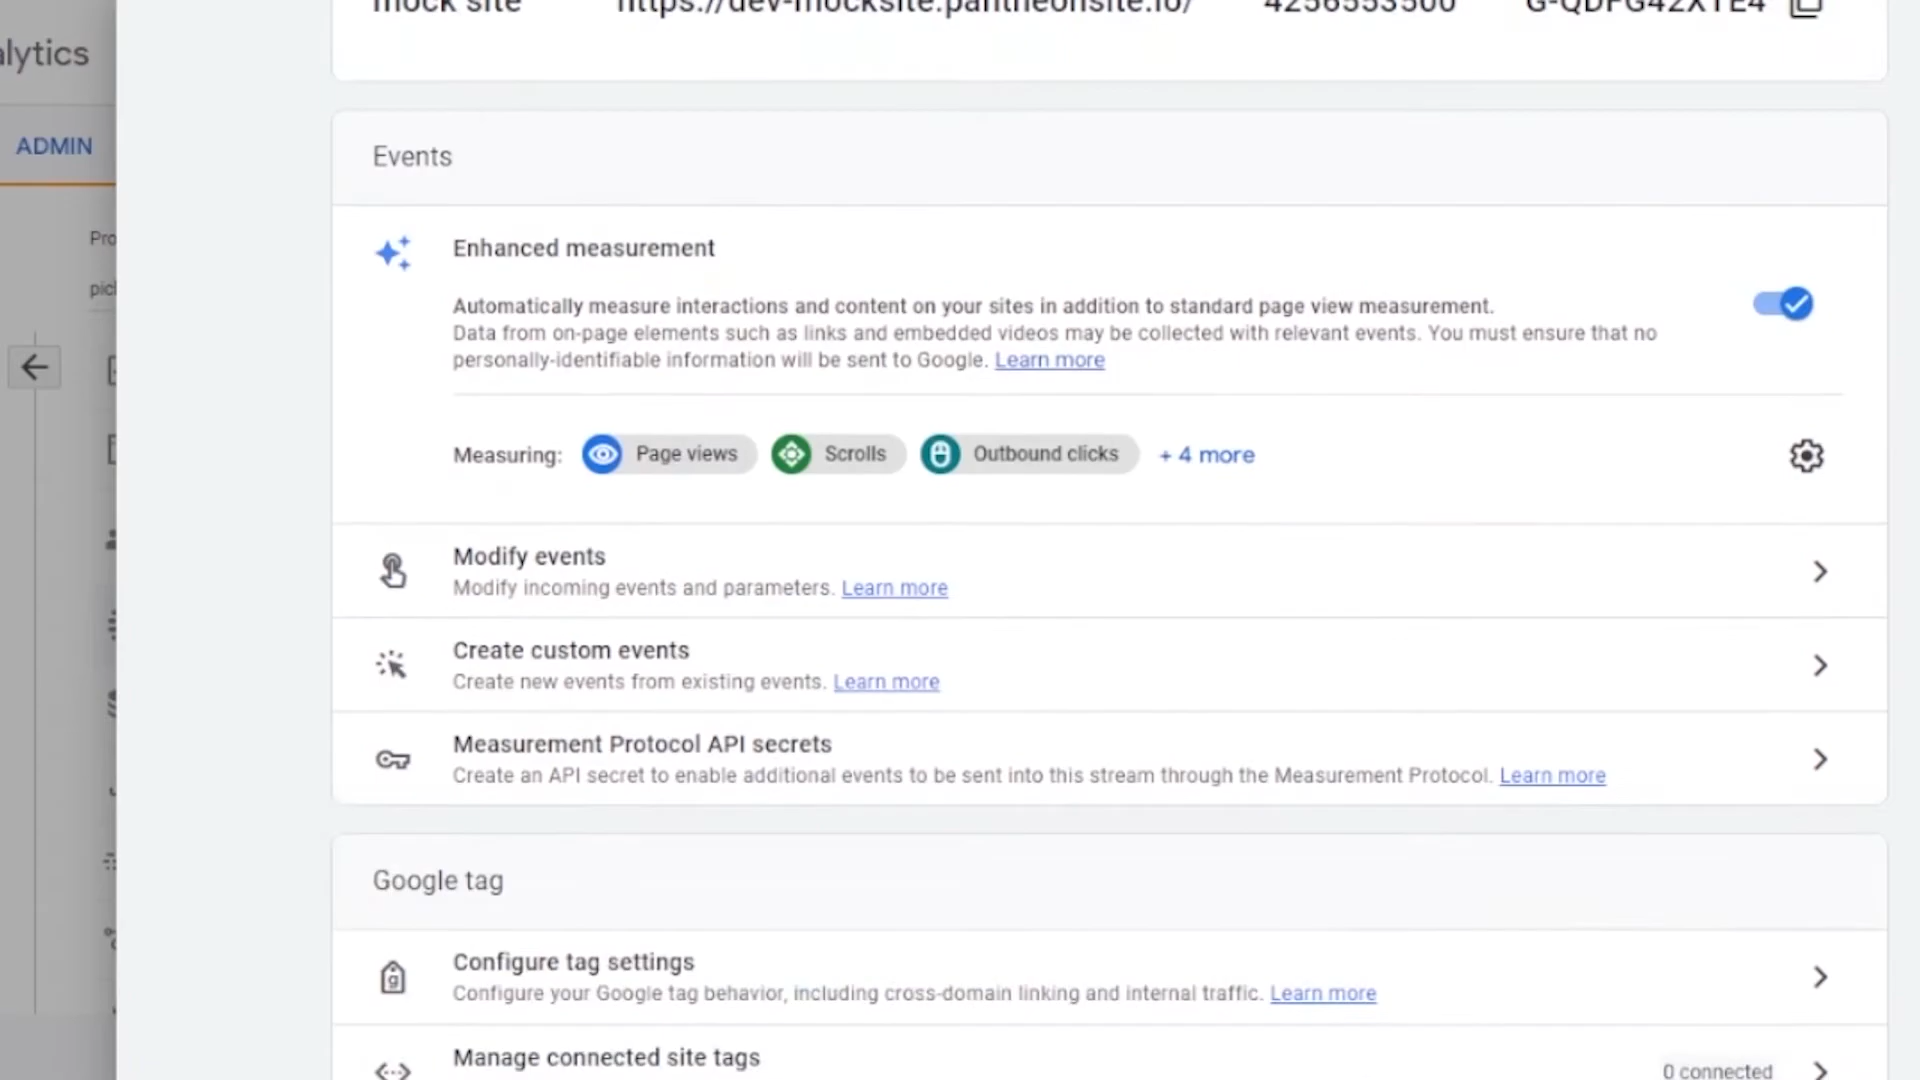 mock site https://dev-mocksite.pantheonsite.io/ 4256553500 G-QDFG42XTE4
alytics
ADMIN
Pro
picl
Events
Enhanced measurement
Automatically measure interactions and content on your sites in addition to standard page view measurement.
Data from on-page elements such as links and embedded videos may be collected with relevant events. You must ensure that no
personally-identifiable information will be sent to Google. Learn more
Measuring: Page views Scrolls Outbound clicks + 4 more
Modify events
Modify incoming events and parameters. Learn more
Create custom events
Create new events from existing events. Learn more
Measurement Protocol API secrets
Create an API secret to enable additional events to be sent into this stream through the Measurement Protocol. Learn more
Google tag
Configure tag settings
Configure your Google tag behavior, including cross-domain linking and internal traffic. Learn more
Manage connected site tags
0 connected